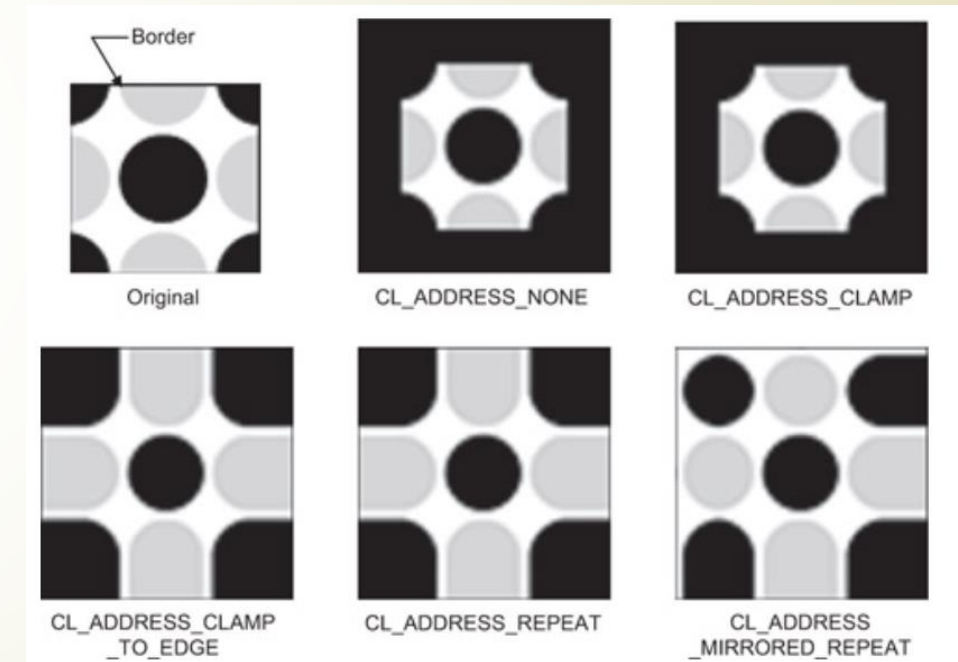 Border
Original
CL_ADDRESS_NONE
CL_ADDRESS_CLAMP
CL_ADDRESS_CLAMP
_TO_EDGE
CL_ADDRESS_REPEAT
CL_ADDRESS
_MIRRORED_REPEAT